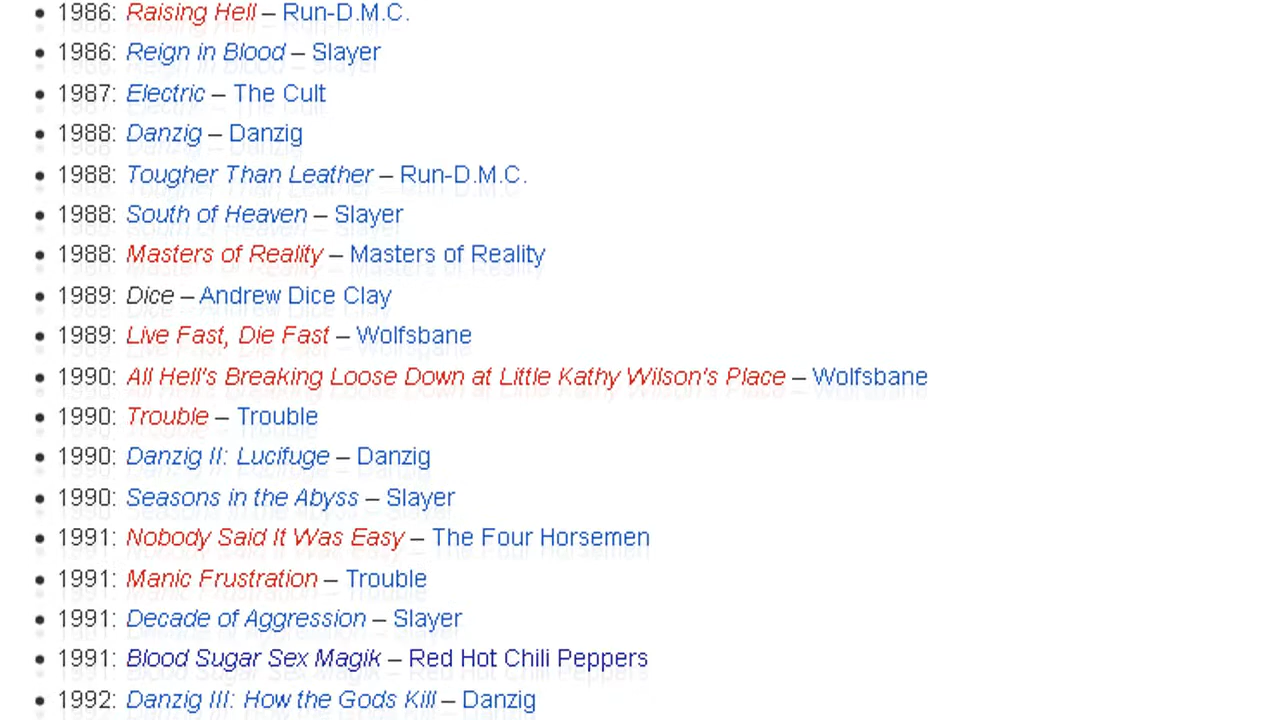 • 1986: Raising Hell – Run-D.M.C.
• 1986: Reign in Blood – Slayer
• 1987: Electric – The Cult
• 1988: Danzig – Danzig
• 1988: Tougher Than Leather – Run-D.M.C.
• 1988: South of Heaven – Slayer
• 1988: Masters of Reality – Masters of Reality
• 1989: Dice – Andrew Dice Clay
• 1989: Live Fast, Die Fast – Wolfsbane
• 1990: All Hell's Breaking Loose Down at Little Kathy Wilson's Place – Wolfsbane
• 1990: Trouble – Trouble
• 1990: Danzig II: Lucifuge – Danzig
• 1990: Seasons in the Abyss – Slayer
• 1991: Nobody Said It Was Easy – The Four Horsemen
• 1991: Manic Frustration – Trouble
• 1991: Decade of Aggression – Slayer
• 1991: Blood Sugar Sex Magik – Red Hot Chili Peppers
• 1992: Danzig III: How the Gods Kill – Danzig